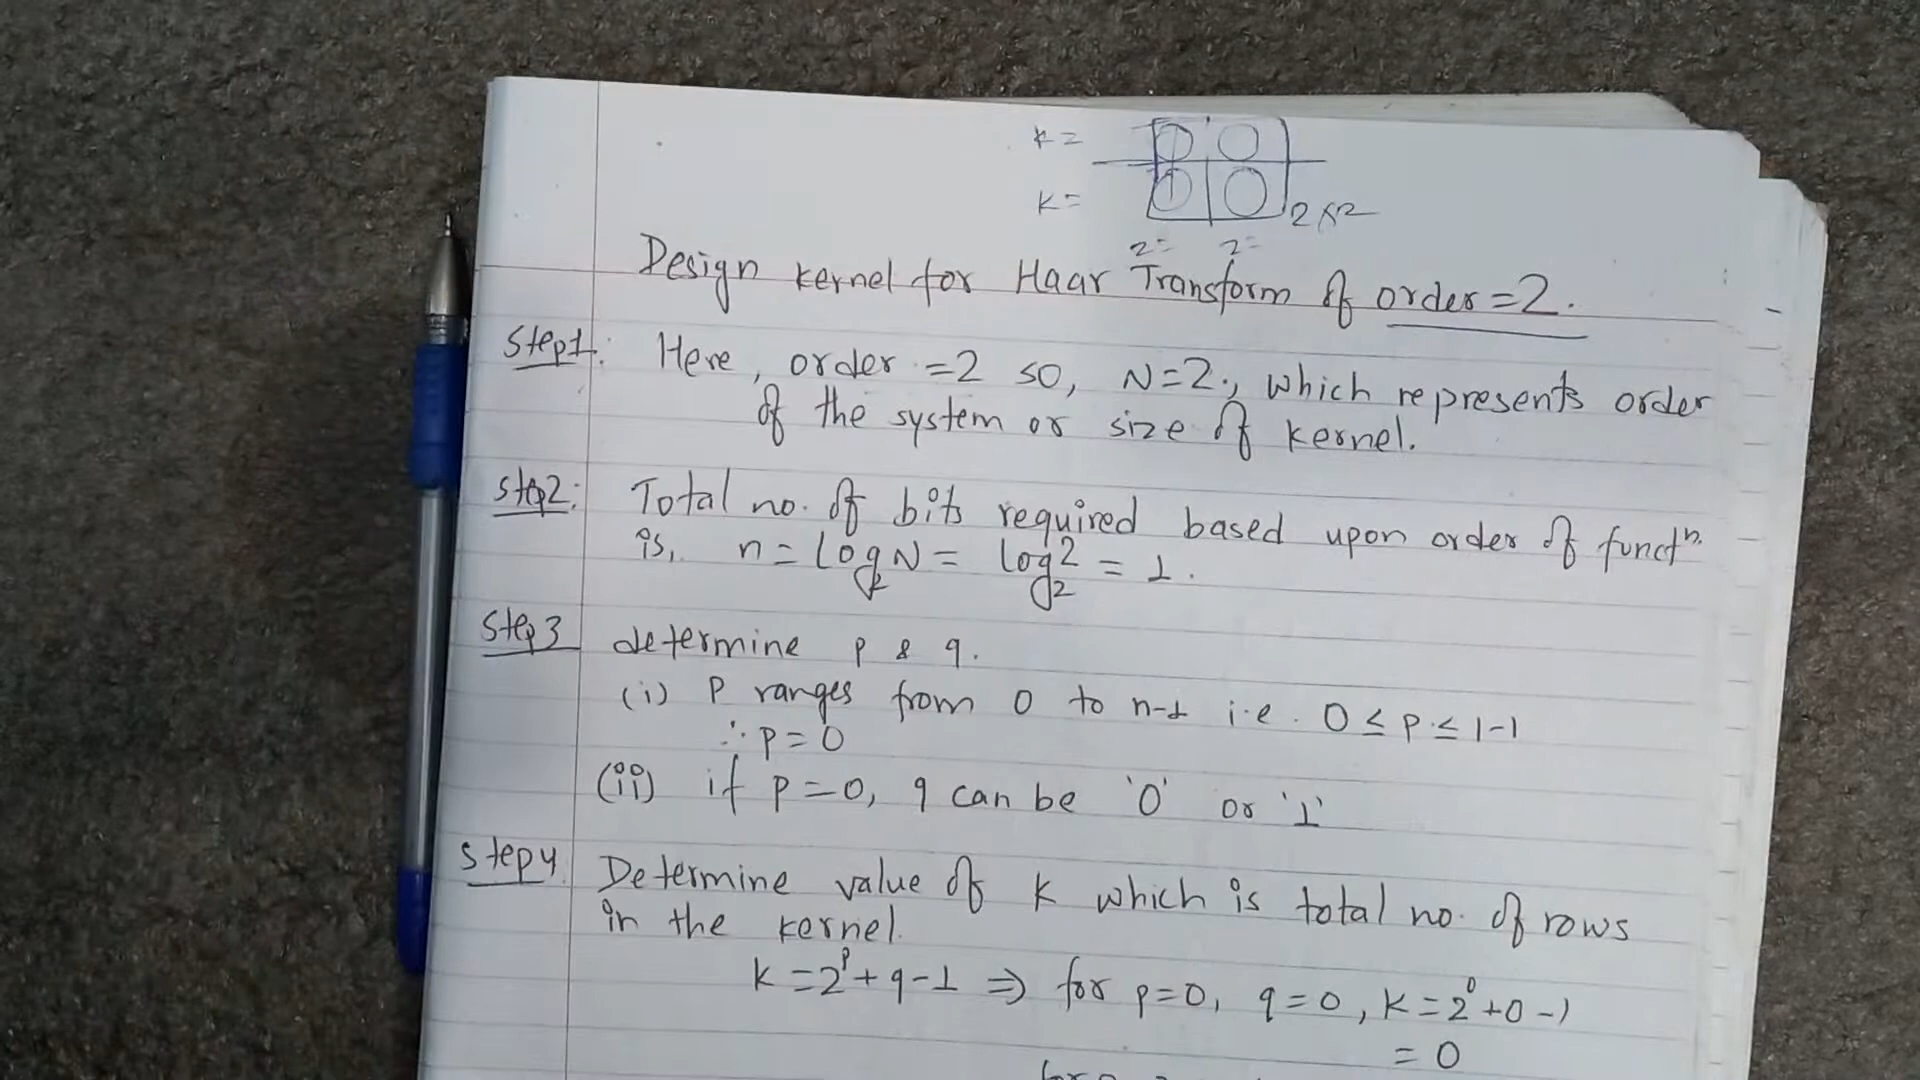 k=
k=
2×2
z= z=
Design kernel for Haar Transform of order=2.
Step1: Here, order =2 so, N=2., which represents order
of the system or size of kernel.
step2: Total no. of bits required based upon order of functⁿ.
is, n = log₂N = log₂2 = 1.
Step3 determine p & q.
(i) P ranges from 0 to n-1 i.e. 0 ≤ p ≤ 1-1
∴ p=0
(ii) if p=0, q can be '0' or '1'
Step4 Determine value of k which is total no. of rows
in the kernel.
k = 2ᵖ + q-1 ⇒ for p=0, q=0, k = 2⁰+0-1
= 0